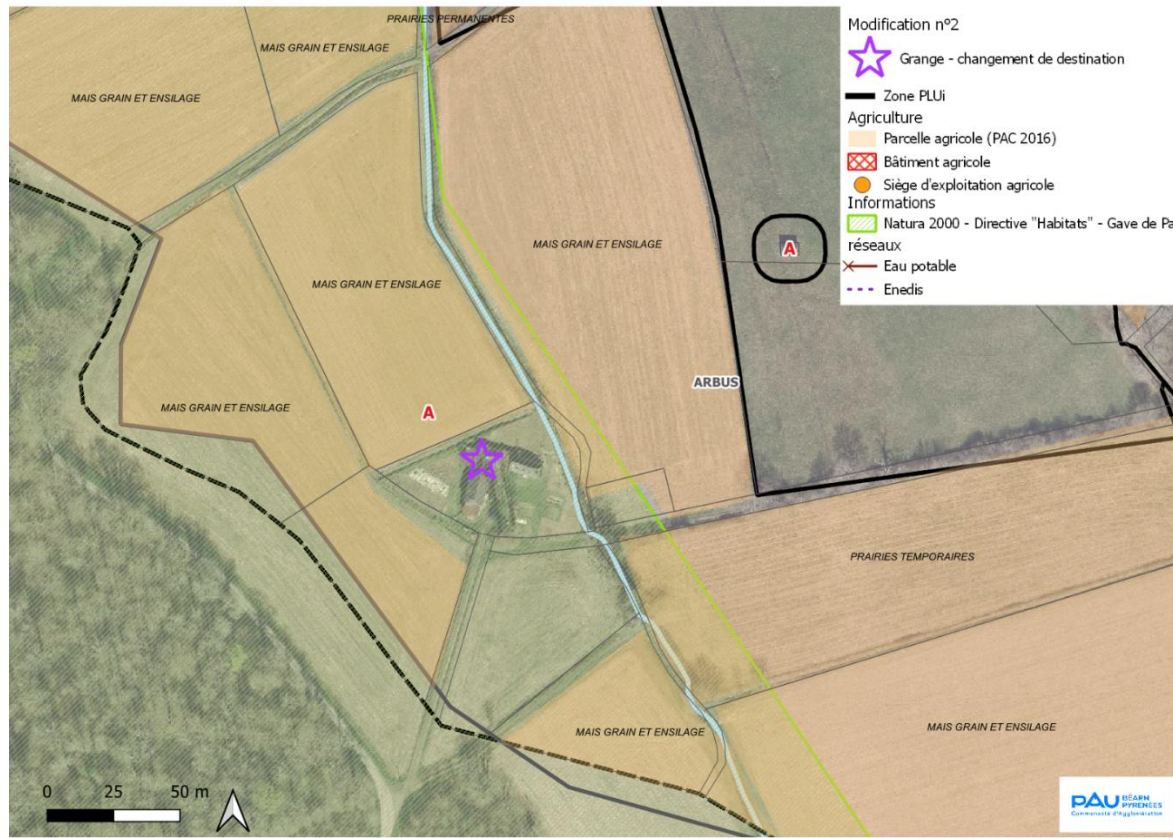 PRAIRIES PERMANENTES
MAIS GRAIN ET ENSILAGE
MAIS GRAIN ET ENSILAGE
Modification n°2
Grange - changement de destination
Zone PLUi
Agriculture
Parcelle agricole (PAC 2016)
Bâtiment agricole
Siège d'exploitation agricole
Informations
Natura 2000 - Directive "Habitats" - Gave de Pa
réseaux
Eau potable
Enedis
MAIS GRAIN ET ENSILAGE
A
MAIS GRAIN ET ENSILAGE
ARBUS
MAIS GRAIN ET ENSILAGE
A
PRAIRIES TEMPORAIRES
MAIS GRAIN ET ENSILAGE
MAIS GRAIN ET ENSILAGE
0 25 50 m
PAU BÉARN
PYRÉNÉES
Communauté d'Agglomération